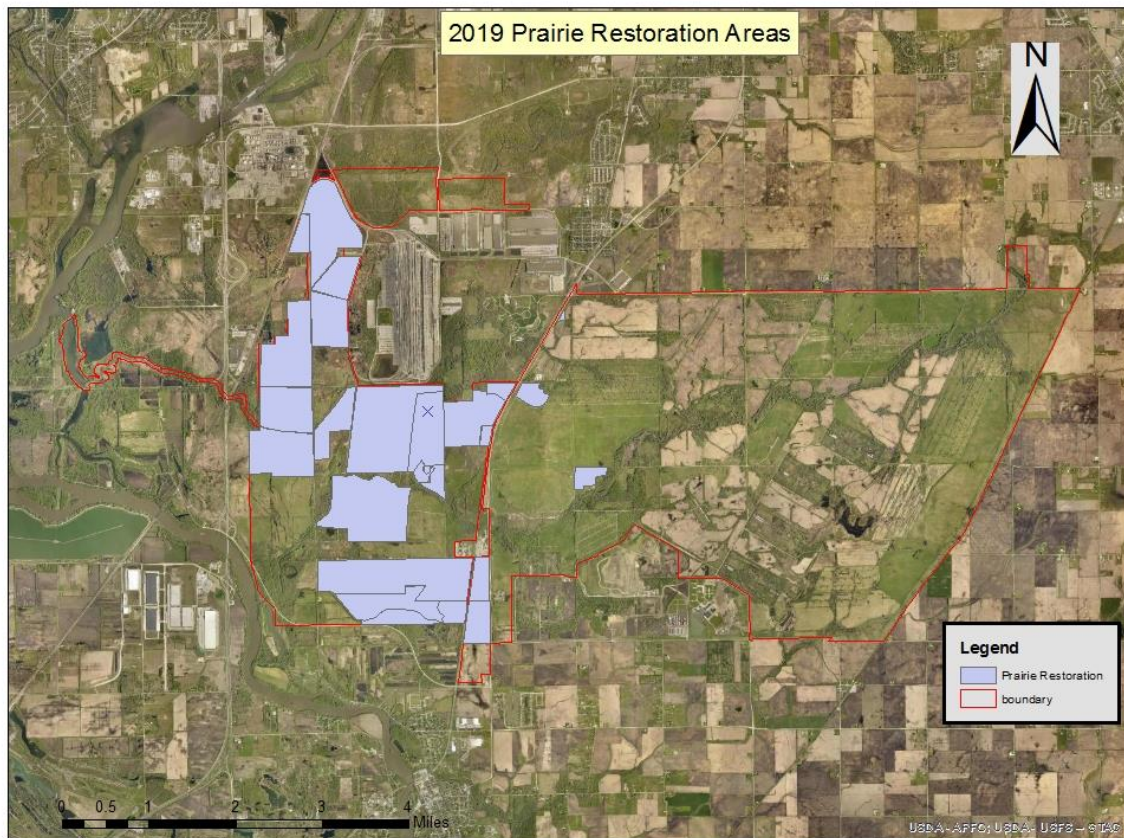 2019 Prairie Restoration Areas
N
Legend
Prairie Restoration
boundary
0 0.5 1 2 3 4
Miles
USDA - APFO; USDA - USFS - GTAC